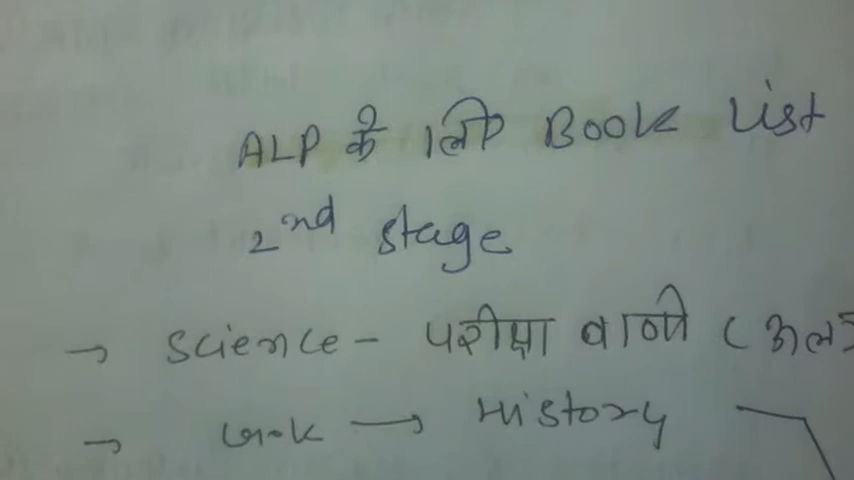 ALP के लिए Book List
2nd stage
→ Science - परीक्षा वाणी (
→ G.K → History